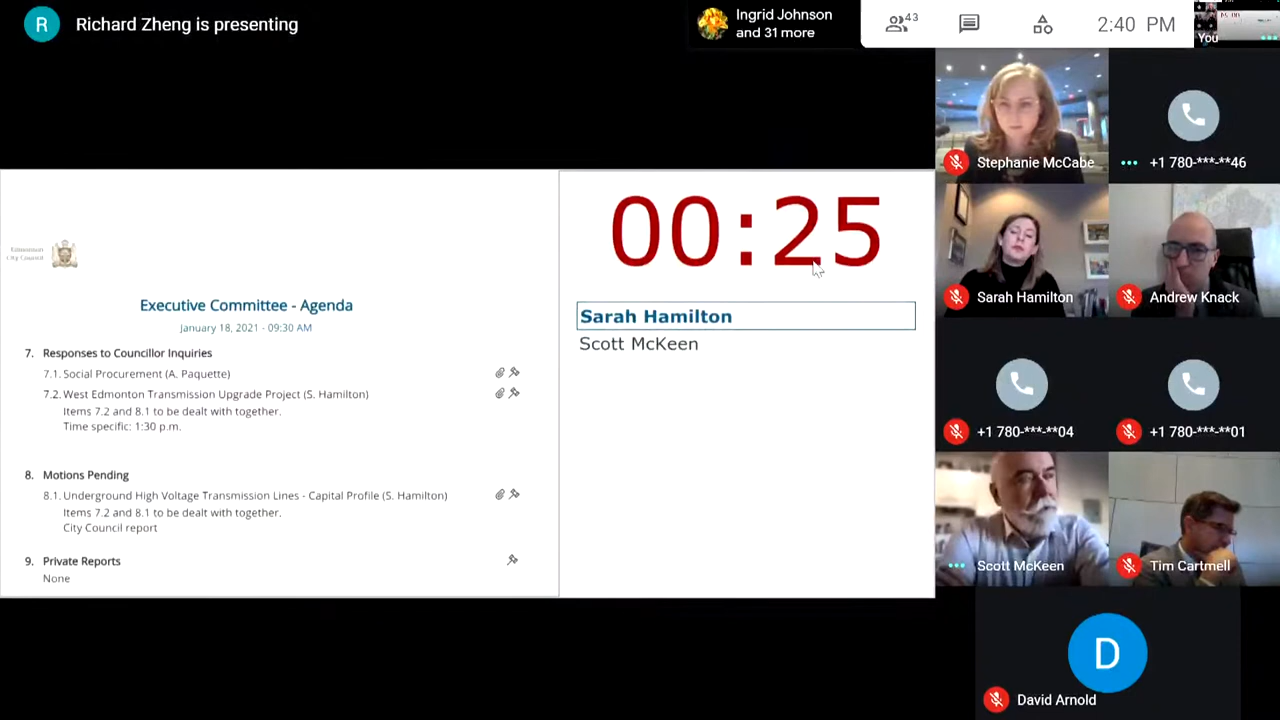 R Richard Zheng is presenting
Ingrid Johnson
and 31 more
43
2:40 PM
You
Stephanie McCabe
+1 780-***-**46
Sarah Hamilton
Andrew Knack
+1 780-***-**04
+1 780-***-**01
Scott McKeen
Tim Cartmell
D
David Arnold
Edmonton
City Council
Executive Committee - Agenda
January 18, 2021 - 09:30 AM
7. Responses to Councillor Inquiries
7.1. Social Procurement (A. Paquette)
7.2. West Edmonton Transmission Upgrade Project (S. Hamilton)
Items 7.2 and 8.1 to be dealt with together.
Time specific: 1:30 p.m.
8. Motions Pending
8.1. Underground High Voltage Transmission Lines - Capital Profile (S. Hamilton)
Items 7.2 and 8.1 to be dealt with together.
City Council report
9. Private Reports
None
00:25
Sarah Hamilton
Scott McKeen